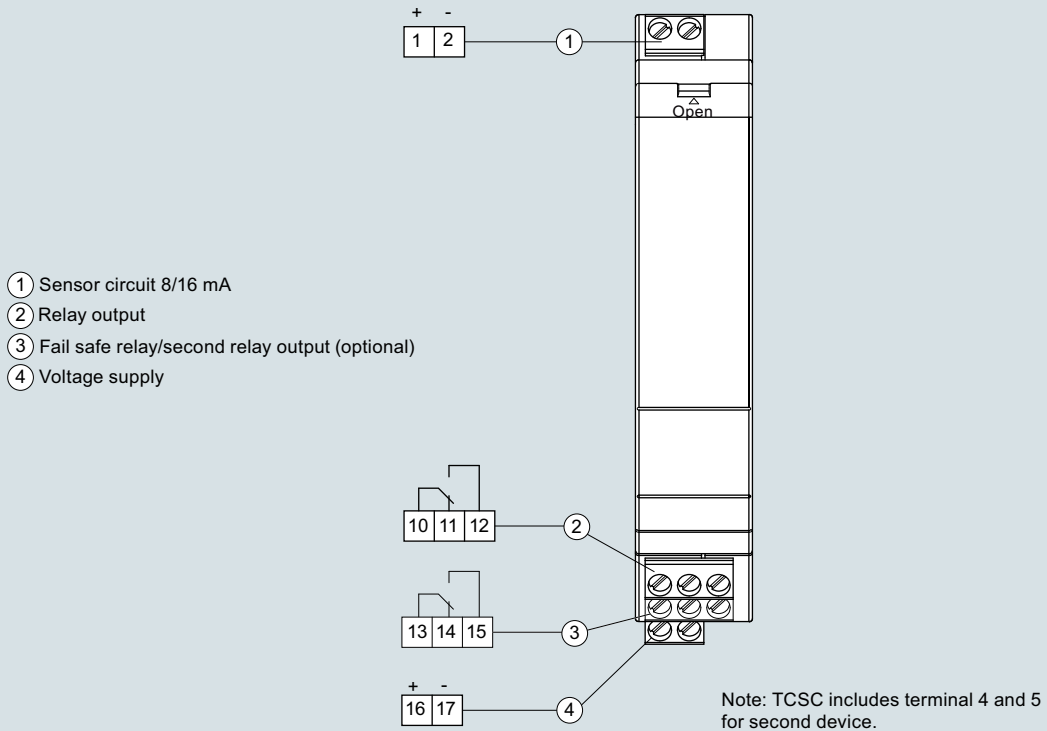 + -
1 2
1
Open
1 Sensor circuit 8/16 mA
2 Relay output
3 Fail safe relay/second relay output (optional)
4 Voltage supply
10 11 12
2
13 14 15
3
+ -
16 17
4
Note: TCSC includes terminal 4 and 5
for second device.